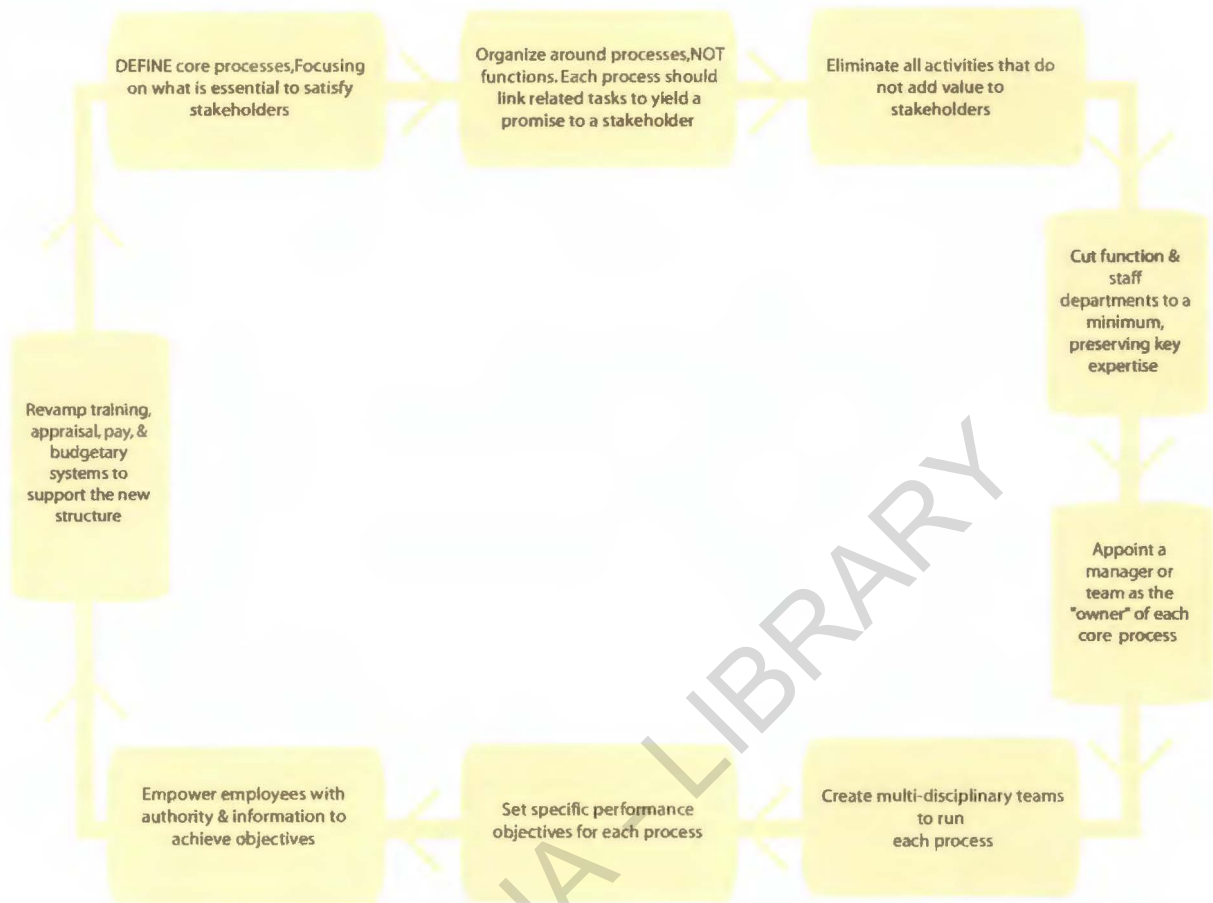 DEFINE core processes,Focusing
on what is essential to satisfy
stakeholders
Organize around processes,NOT
functions. Each process should
link related tasks to yield a
promise to a stakeholder
Eliminate all activities that do
not add value to
stakeholders
Cut function &
staff
departments to a
minimum,
preserving key
expertise
Appoint a
manager or
team as the
"owner" of each
core process
Create multi-disciplinary teams
to run
each process
Set specific performance
objectives for each process
Empower employees with
authority & information to
achieve objectives
Revamp training,
appraisal, pay, &
budgetary
systems to
support the new
structure
LIBRARY